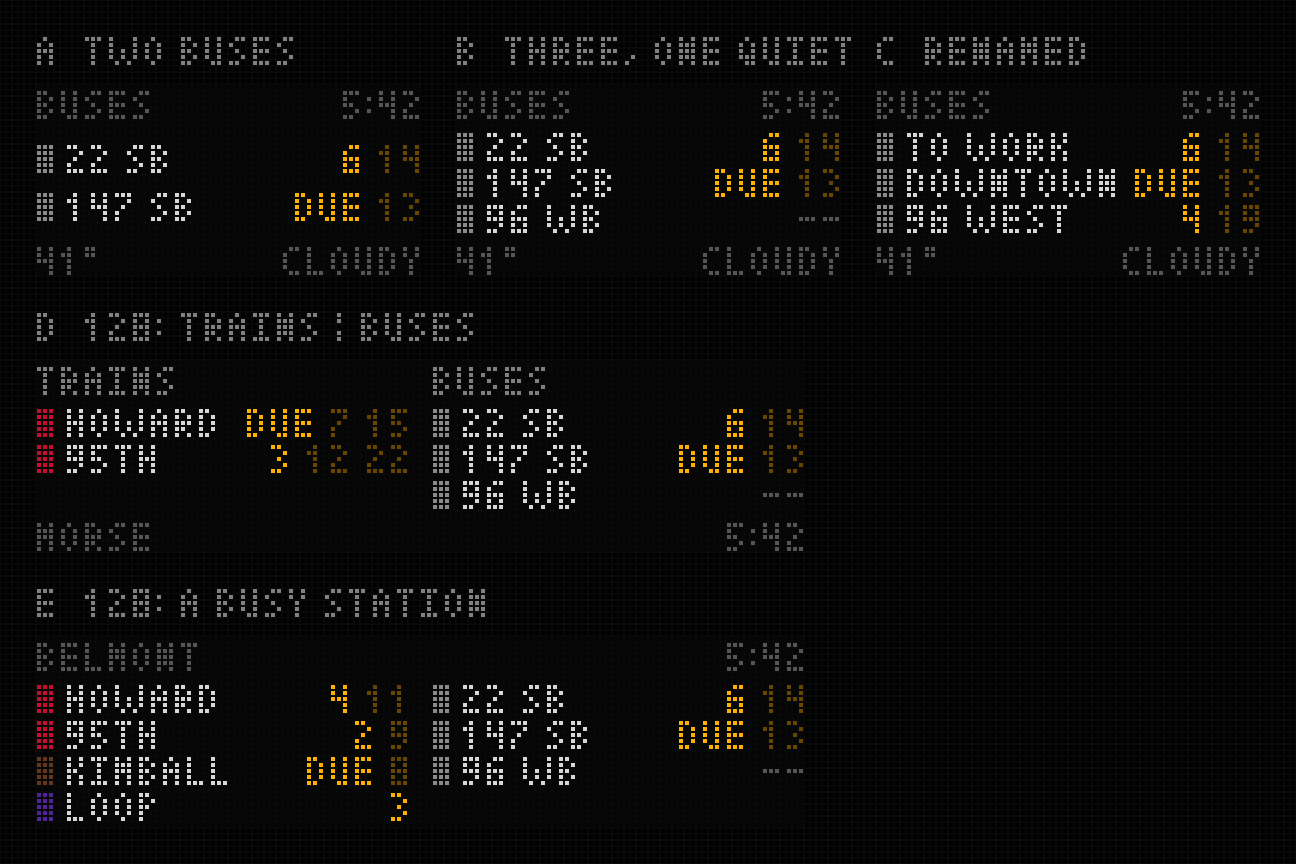 A TWO BUSES
BUSES 5:42
22 SB 6 14
147 SB DUE 13
41° CLOUDY
B THREE, ONE QUIET
BUSES 5:42
22 SB 6 14
147 SB DUE 13
96 WB --
41° CLOUDY
C RENAMED
BUSES 5:42
TO WORK 6 14
DOWNTOWN DUE 13
96 WEST 4 19
41° CLOUDY
D 128: TRAINS | BUSES
TRAINS BUSES
HOWARD DUE 7 15 22 SB 6 14
95TH 3 12 22 147 SB DUE 13
96 WB --
MORSE 5:42
E 128: A BUSY STATION
BELMONT 5:42
HOWARD 4 11 22 SB 6 14
95TH 2 9 147 SB DUE 13
KIMBALL DUE 8 96 WB --
LOOP 3